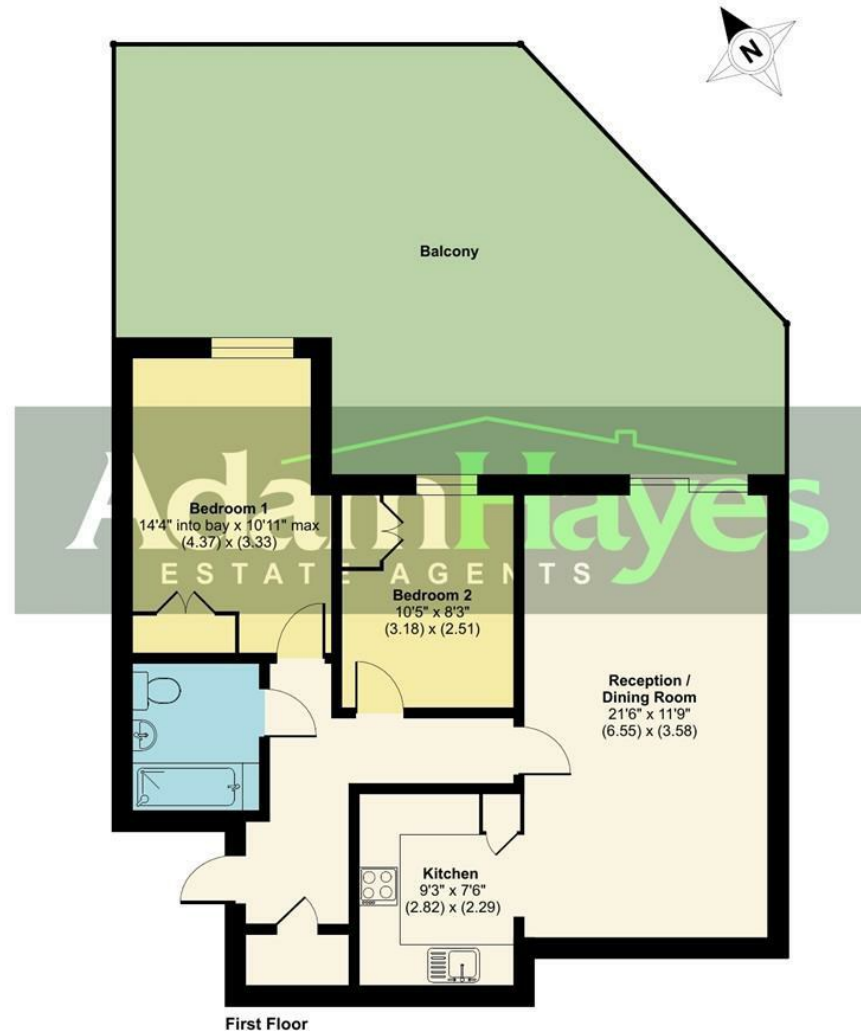 N
Balcony
AdamHayes
ESTATE AGENTS
Bedroom 1
14'4" into bay x 10'11" max
(4.37) x (3.33)
Bedroom 2
10'5" x 8'3"
(3.18) x (2.51)
Reception /
Dining Room
21'6" x 11'9"
(6.55) x (3.58)
Kitchen
9'3" x 7'6"
(2.82) x (2.29)
First Floor